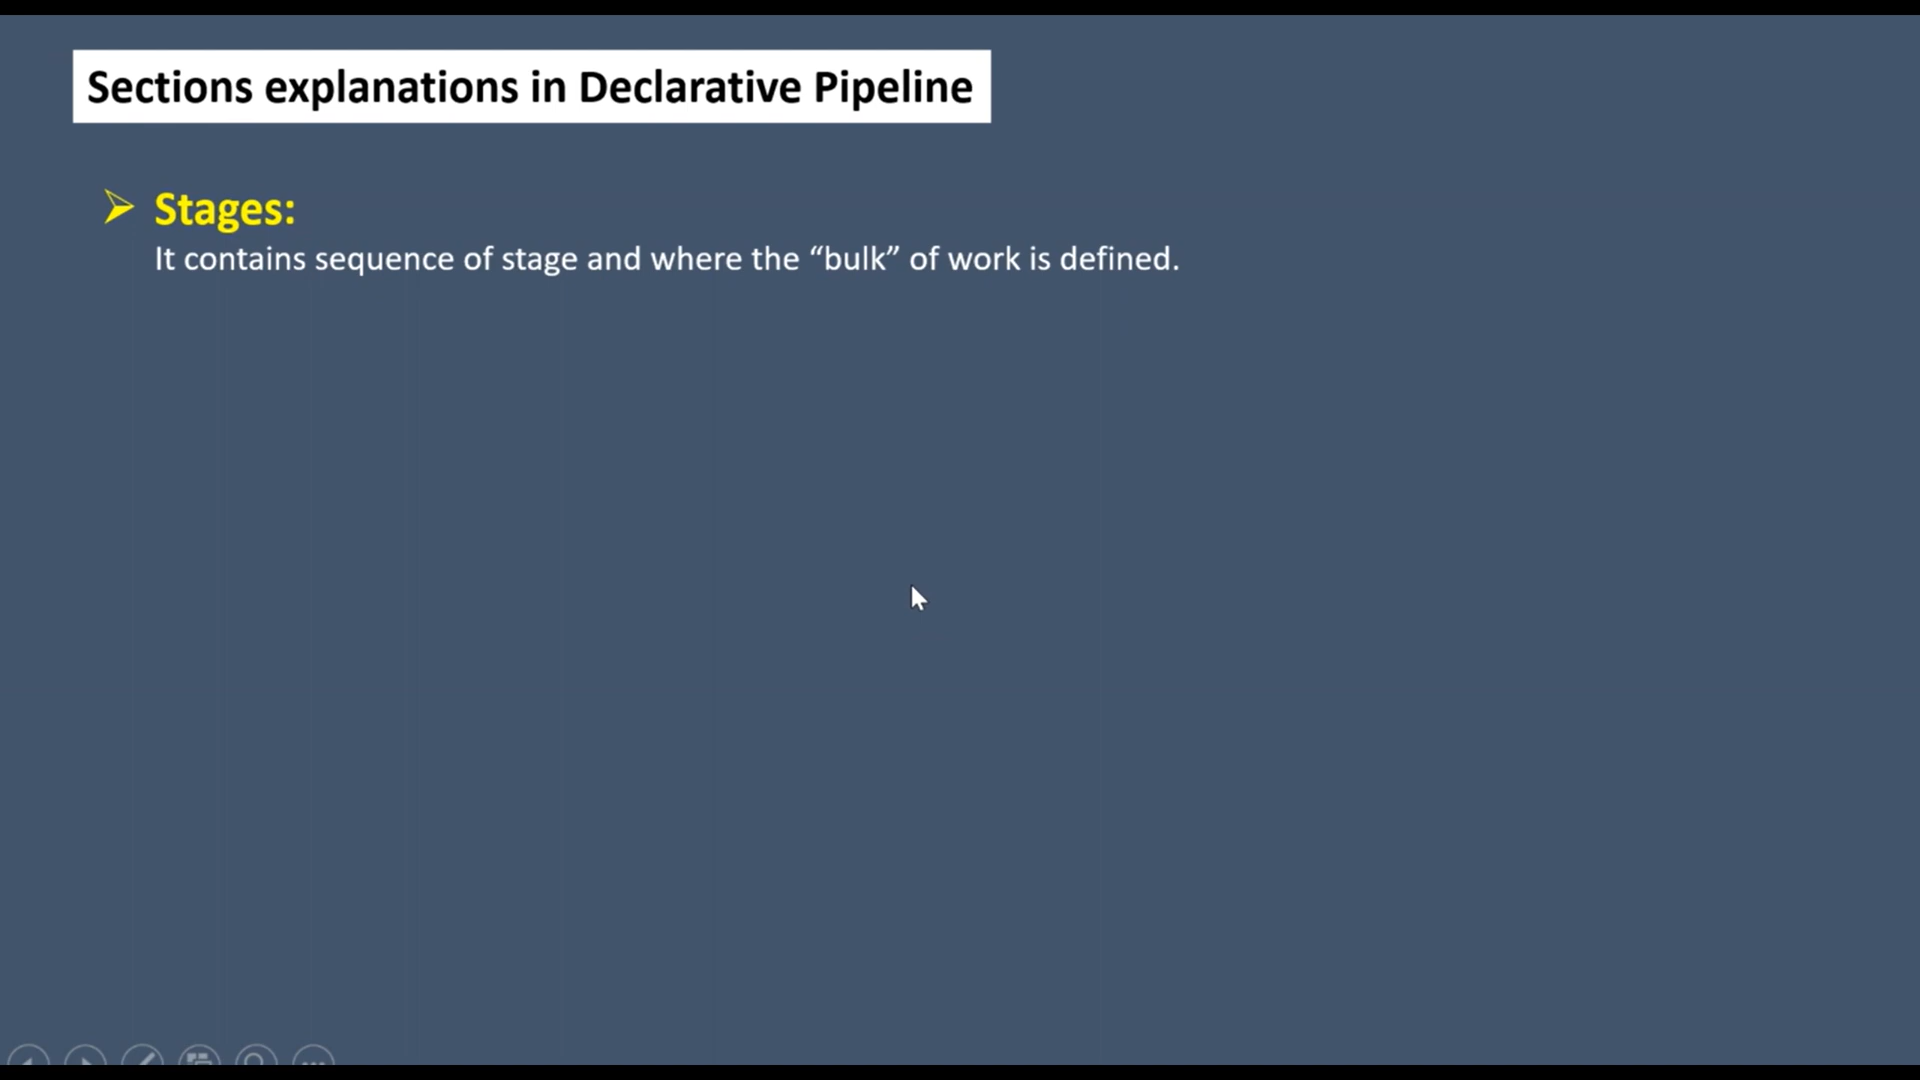 Sections explanations in Declarative Pipeline
Stages:
It contains sequence of stage and where the “bulk” of work is defined.